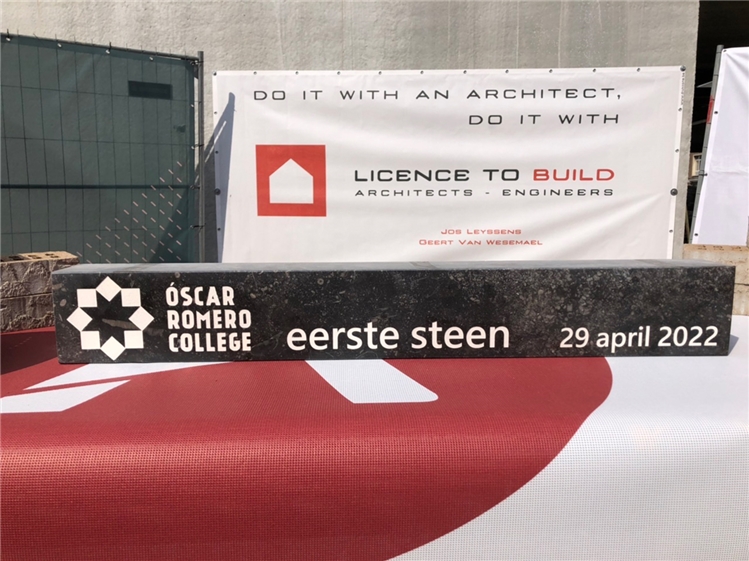 DO IT WITH AN ARCHITECT,
DO IT WITH
LICENCE TO BUILD
ARCHITECTS - ENGINEERS
JOS LEYSSENS
GEERT VAN WESEMAEL
ÓSCAR
ROMERO
COLLEGE
eerste steen
29 april 2022